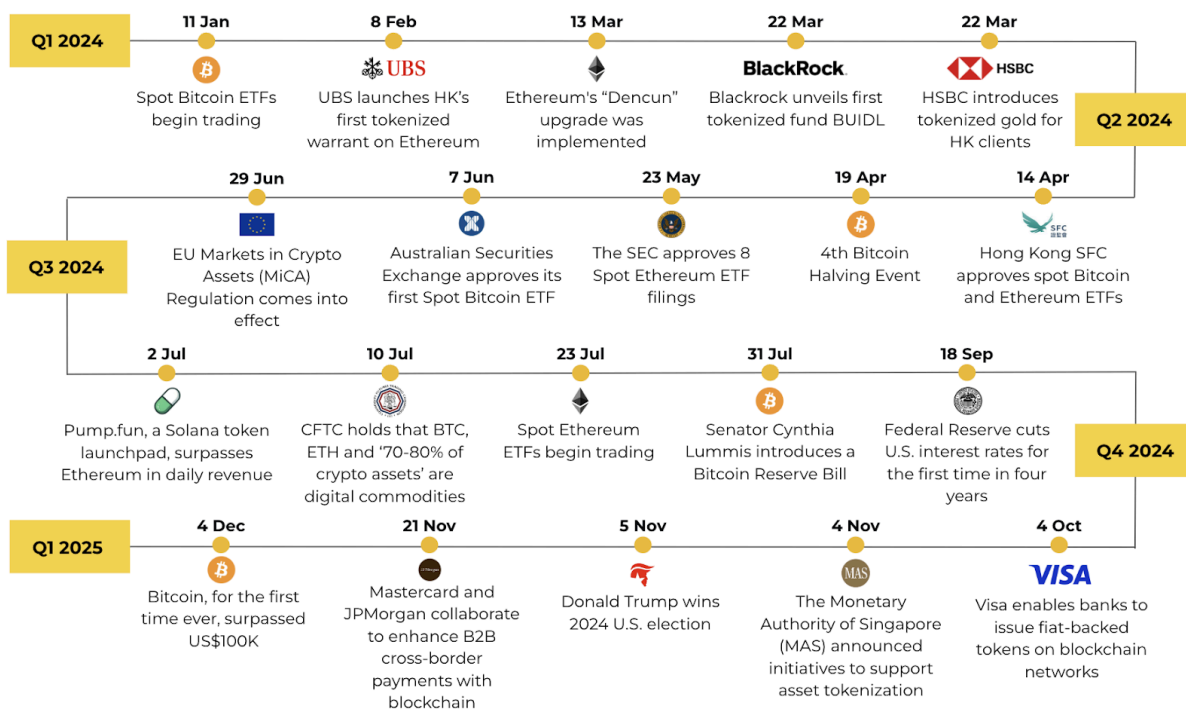 Q1 2024
11 Jan
Spot Bitcoin ETFs
begin trading
8 Feb
UBS
UBS launches HK's
first tokenized
warrant on Ethereum
13 Mar
Ethereum's “Dencun”
upgrade was
implemented
22 Mar
BlackRock.
Blackrock unveils first
tokenized fund BUIDL
22 Mar
HSBC
HSBC introduces
tokenized gold for
HK clients
Q2 2024
14 Apr
SFC
Hong Kong SFC
approves spot Bitcoin
and Ethereum ETFs
19 Apr
4th Bitcoin
Halving Event
23 May
The SEC approves 8
Spot Ethereum ETF
filings
7 Jun
Australian Securities
Exchange approves its
first Spot Bitcoin ETF
29 Jun
EU Markets in Crypto
Assets (MiCA)
Regulation comes into
effect
Q3 2024
2 Jul
Pump.fun, a Solana token
launchpad, surpasses
Ethereum in daily revenue
10 Jul
CFTC holds that BTC,
ETH and ‘70-80% of
crypto assets’ are
digital commodities
23 Jul
Spot Ethereum
ETFs begin trading
31 Jul
Senator Cynthia
Lummis introduces a
Bitcoin Reserve Bill
18 Sep
Federal Reserve cuts
U.S. interest rates for
the first time in four
years
Q4 2024
4 Oct
VISA
Visa enables banks to
issue fiat-backed
tokens on blockchain
networks
4 Nov
MAS
The Monetary
Authority of Singapore
(MAS) announced
initiatives to support
asset tokenization
5 Nov
Donald Trump wins
2024 U.S. election
21 Nov
Mastercard and
JPMorgan collaborate
to enhance B2B
cross-border
payments with
blockchain
4 Dec
Bitcoin, for the first
time ever, surpassed
US$100K
Q1 2025